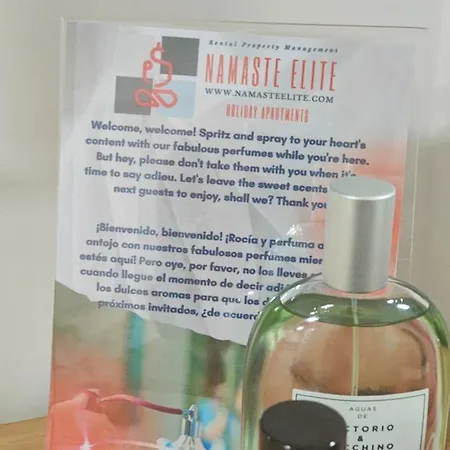 Rental Property Management
NAMASTE ELITE
WWW.NAMASTEELITE.COM
HOLIDAY APARTMENTS
Welcome, welcome! Spritz and spray to your heart's
content with our fabulous perfumes while you're here.
But hey, please don't take them with you when it's
time to say adieu. Let's leave the sweet scents
next guests to enjoy, shall we? Thank
¡Bienvenido, bienvenido! ¡Rocía y perfuma a
antojo con nuestros fabulosos perfumes
estés aquí! Pero oye, por favor, no los lleves
cuando llegue el momento de decir
los dulces aromas para que los
próximos invitados, ¿de
AGUAS
DE
CTORIO
&
CCHINO